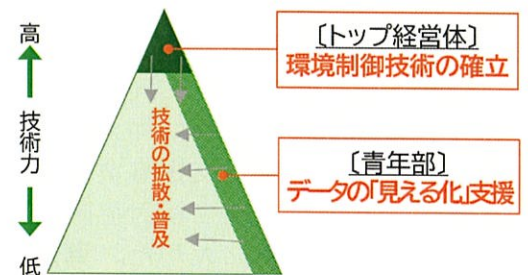 高
技術力
低
技術の拡散・普及
〔トップ経営体〕
環境制御技術の確立
〔青年部〕
データの「見える化」支援